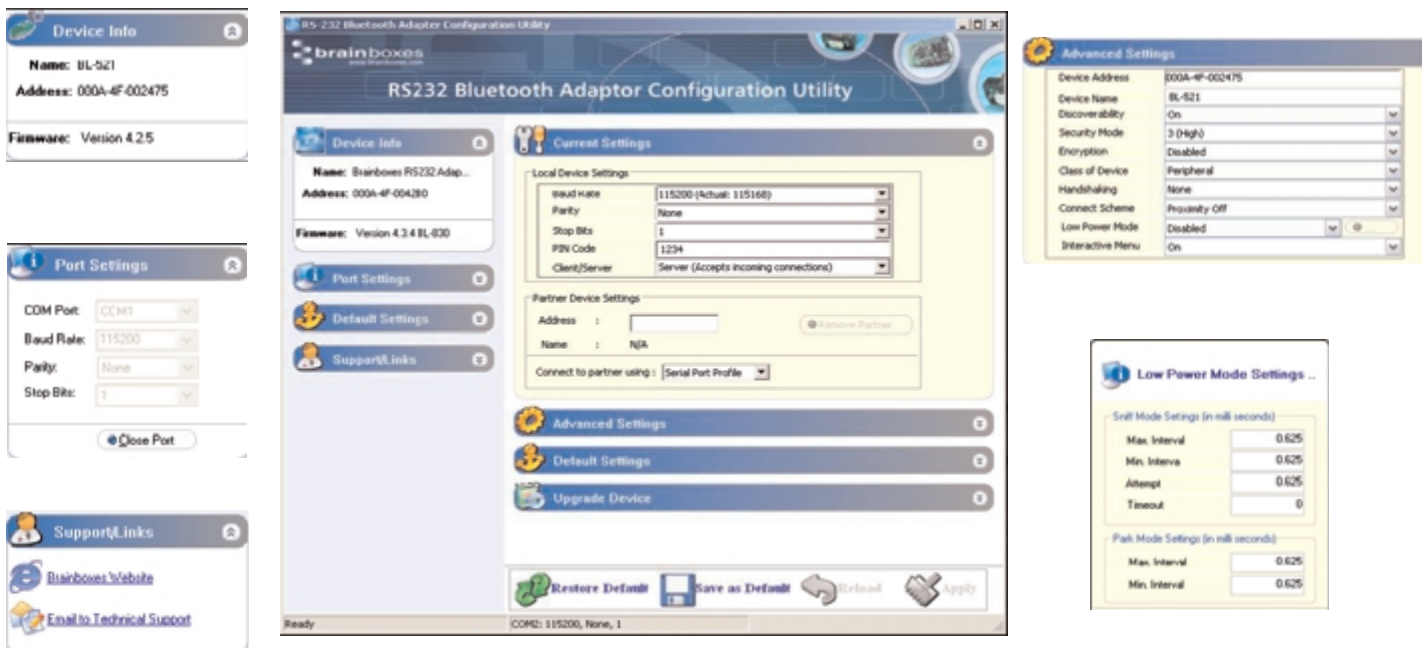 Device Info
Name: BL-521
Address: 000A-4F-002475
Firmware: Version 4.2.5
Port Settings
COM Port: COM1
Baud Rate: 115200
Parity: None
Stop Bits: 1
Close Port
Support/Links
Brainboxes Website
Email to Technical Support
RS-232 Bluetooth Adapter Configuration Utility
brainboxes
www.brainboxes.com
RS232 Bluetooth Adaptor Configuration Utility
Device Info
Name: Brainboxes RS232 Adap...
Address: 000A-4F-004280
Firmware: Version 4.3.4 BL-830
Port Settings
Default Settings
Support/Links
Current Settings
Local Device Settings
Baud Rate 115200 (Actual: 115168)
Parity None
Stop Bits 1
PIN Code 1234
Client/Server Server (Accepts incoming connections)
Partner Device Settings
Address :
Remove Partner
Name : N/A
Connect to partner using : Serial Port Profile
Advanced Settings
Default Settings
Upgrade Device
Restore Default Save as Default Reload Apply
Ready COM2: 115200, None, 1
Advanced Settings
Device Address 000A-4F-002475
Device Name BL-521
Discoverability On
Security Mode 3 (High)
Encryption Disabled
Class of Device Peripheral
Handshaking None
Connect Scheme Proximity Off
Low Power Mode Disabled
Interactive Menu On
Low Power Mode Settings ..
Sniff Mode Setings (in milli seconds)
Max. Interval 0.625
Min. Interva 0.625
Attempt 0.625
Timeout 0
Park Mode Setings (in milli seconds)
Max. Interval 0.625
Min. Interval 0.625